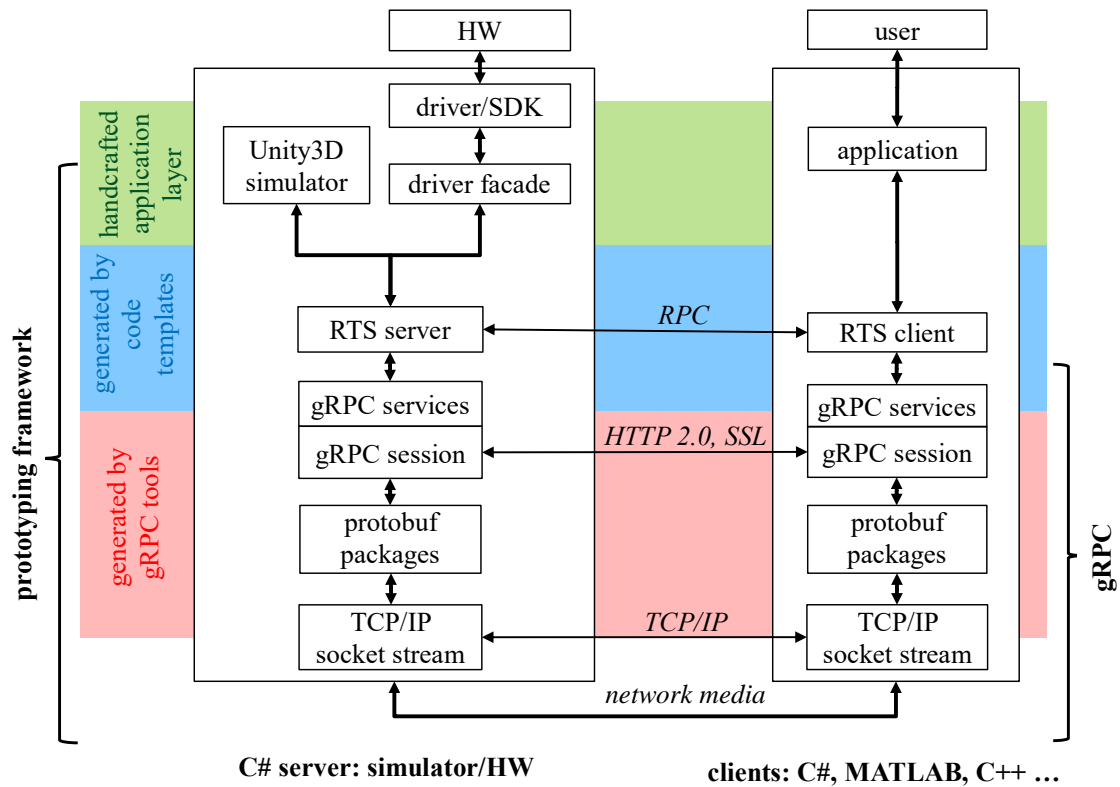 HW
user
driver/SDK
Unity3D
simulator
driver facade
application
handcrafted
application
layer
generated by
code
templates
generated by
gRPC tools
prototyping framework
RTS server
RPC
RTS client
gRPC services
gRPC services
gRPC session
HTTP 2.0, SSL
gRPC session
protobuf
packages
protobuf
packages
TCP/IP
socket stream
TCP/IP
TCP/IP
socket stream
gRPC
network media
C# server: simulator/HW
clients: C#, MATLAB, C++ …